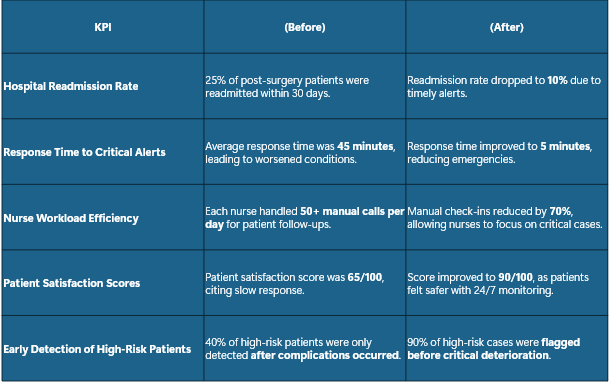 KPI
(Before)
(After)
Hospital Readmission Rate
25% of post-surgery patients were
readmitted within 30 days.
Readmission rate dropped to 10% due to
timely alerts.
Response Time to Critical Alerts
Average response time was 45 minutes,
leading to worsened conditions.
Response time improved to 5 minutes,
reducing emergencies.
Nurse Workload Efficiency
Each nurse handled 50+ manual calls per
day for patient follow-ups.
Manual check-ins reduced by 70%,
allowing nurses to focus on critical cases.
Patient Satisfaction Scores
Patient satisfaction score was 65/100,
citing slow response.
Score improved to 90/100, as patients
felt safer with 24/7 monitoring.
Early Detection of High-Risk Patients
40% of high-risk patients were only
detected after complications occurred.
90% of high-risk cases were flagged
before critical deterioration.